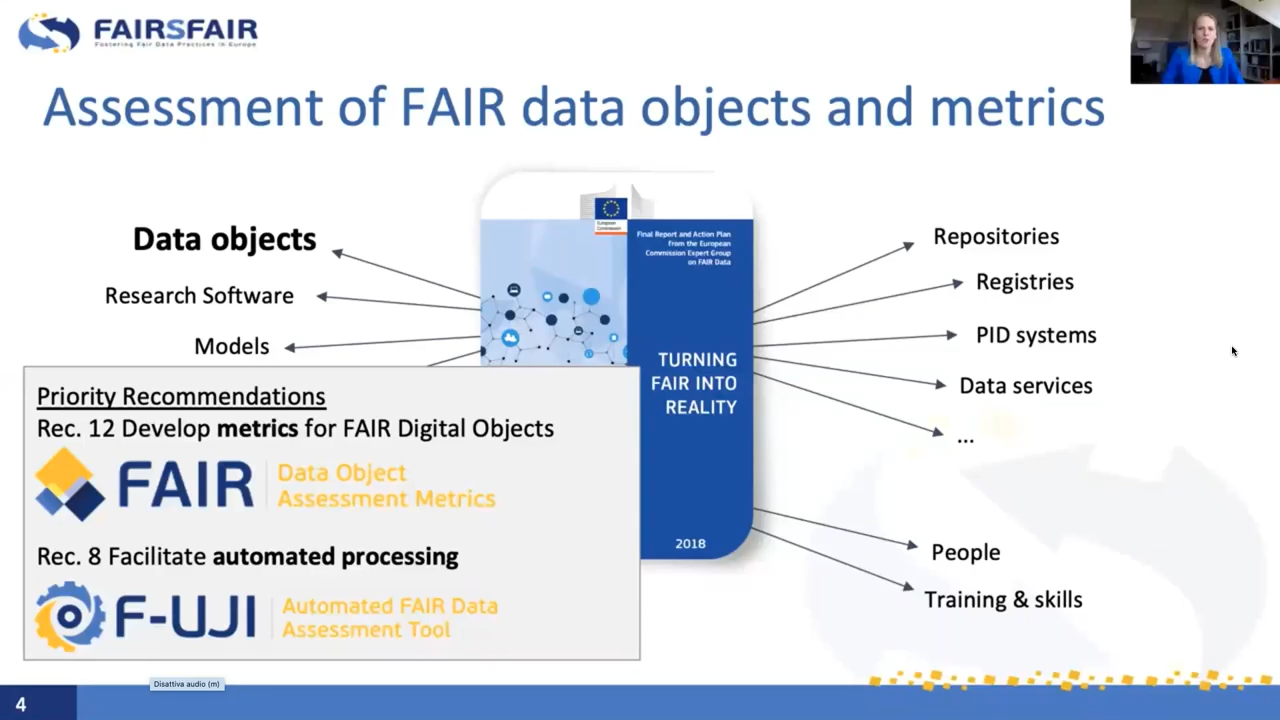 FAIRSFAIR
Fostering Fair Data Practices in Europe
Assessment of FAIR data objects and metrics
Data objects
Research Software
Models
European
Commission
Final Report and Action Plan
from the European
Commission Expert Group
on FAIR Data
TURNING
FAIR INTO
REALITY
2018
Repositories
Registries
PID systems
Data services
...
People
Training & skills
Priority Recommendations
Rec. 12 Develop metrics for FAIR Digital Objects
FAIR
Data Object
Assessment Metrics
Rec. 8 Facilitate automated processing
F-UJI
Automated FAIR Data
Assessment Tool
Disattiva audio (m)
4